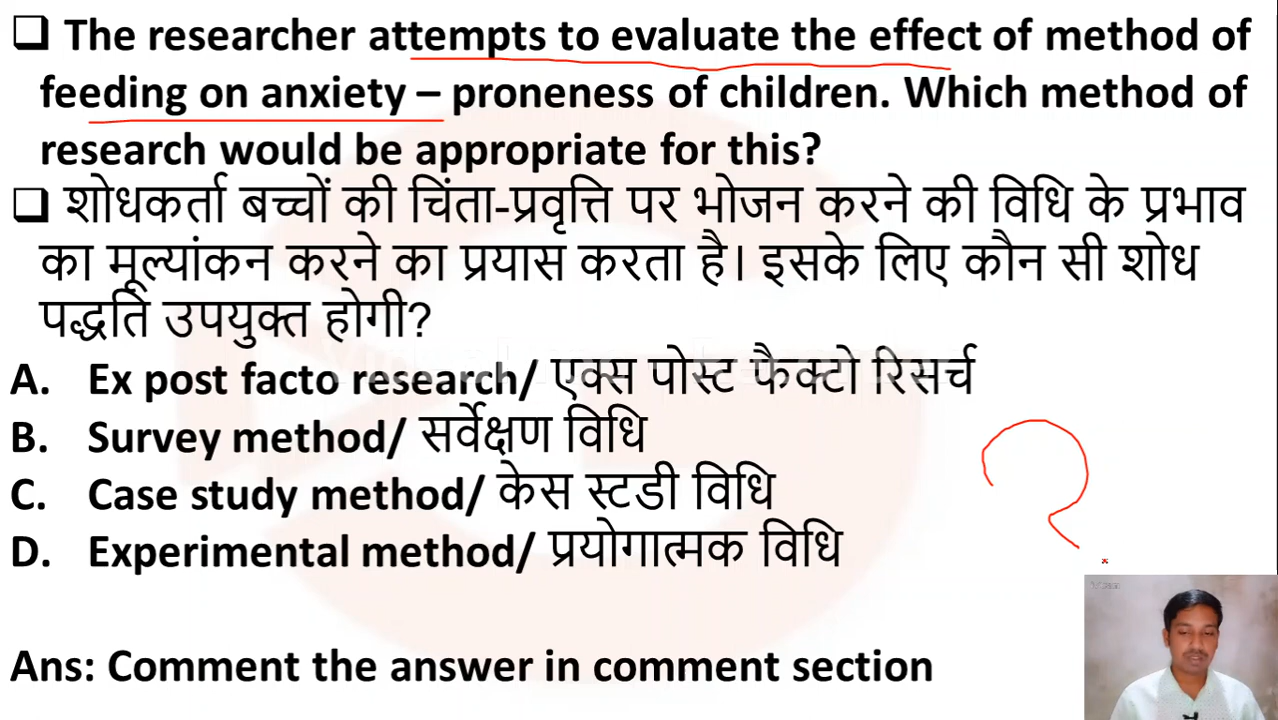 ❑ The researcher attempts to evaluate the effect of method of
feeding on anxiety – proneness of children. Which method of
research would be appropriate for this?
❑ शोधकर्ता बच्चों की चिंता-प्रवृत्ति पर भोजन करने की विधि के प्रभाव
का मूल्यांकन करने का प्रयास करता है। इसके लिए कौन सी शोध
पद्धति उपयुक्त होगी?
A. Ex post facto research/ एक्स पोस्ट फैक्टो रिसर्च
B. Survey method/ सर्वेक्षण विधि
C. Case study method/ केस स्टडी विधि
D. Experimental method/ प्रयोगात्मक विधि
Ans: Comment the answer in comment section